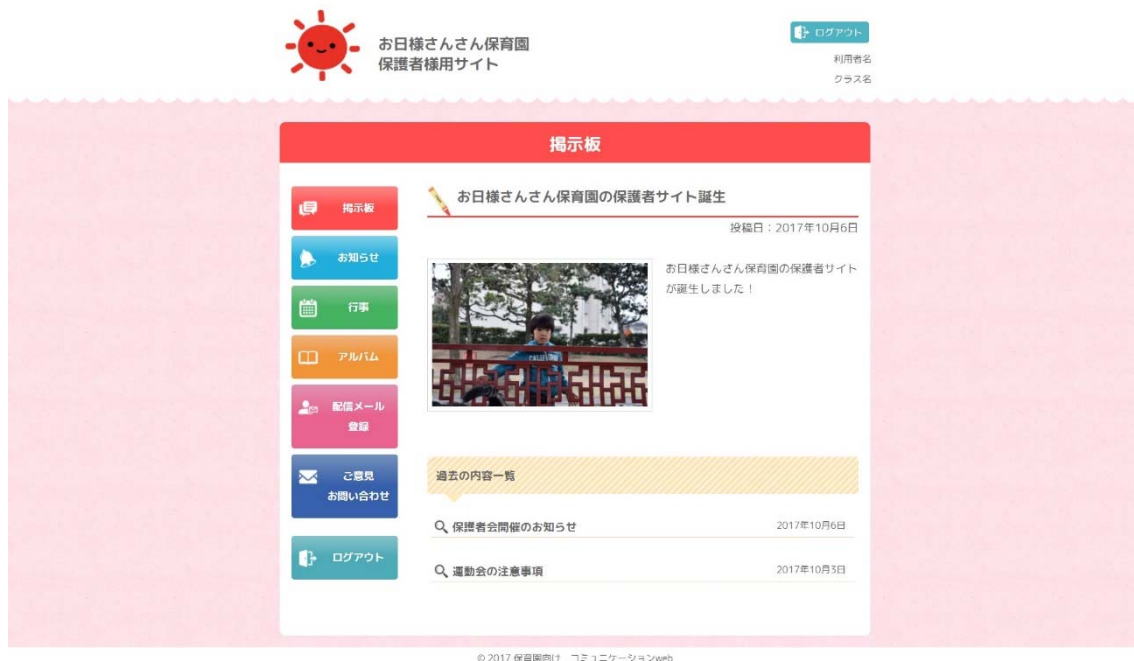 お日様さんさん保育園
保護者様用サイト
ログアウト
利用者名
クラス名
掲示板
掲示板
お知らせ
行事
アルバム
配信メール
登録
ご意見
お問い合わせ
ログアウト
お日様さんさん保育園の保護者サイト誕生
投稿日：2017年10月6日
お日様さんさん保育園の保護者サイト
が誕生しました！
過去の内容一覧
保護者会開催のお知らせ 2017年10月6日
運動会の注意事項 2017年10月3日
© 2017 保育園向け　コミュニケーションweb